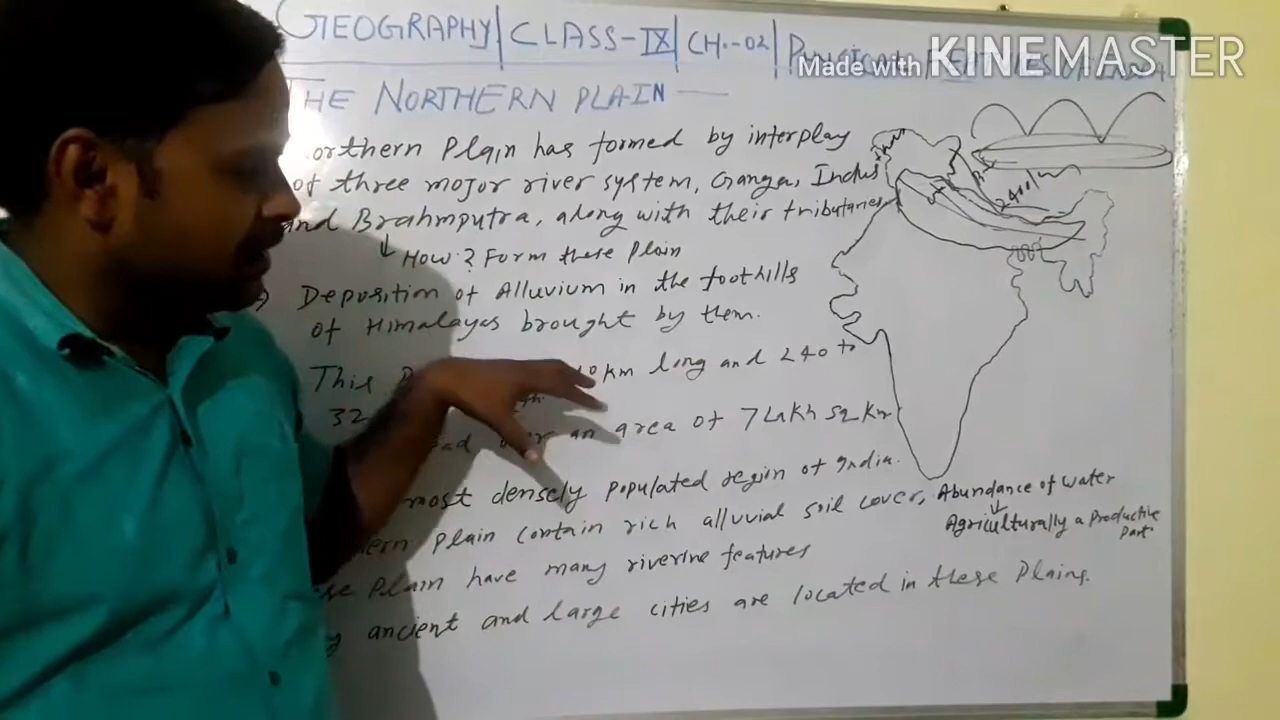 GEOGRAPHY | CLASS-IX | CH.-02 |
Made with KINEMASTER
THE NORTHERN PLAIN
orthern Plain has formed by interplay
of three major river system, Ganga, Indus
and Brahmputra, along with their tributaries
↓ How? Form these Plain
Deposition of Alluvium in the foothills
of Himalayas brought by them.
This km long and 240 to
32
an area of 7 Lakh sq Km
most densely populated region of India.
hern Plain contain rich alluvial soil cover, Abundance of water
↓
Agriculturally a Productive
Part
ese Plain have many riverine features
ancient and large cities are located in these Plains.
2400